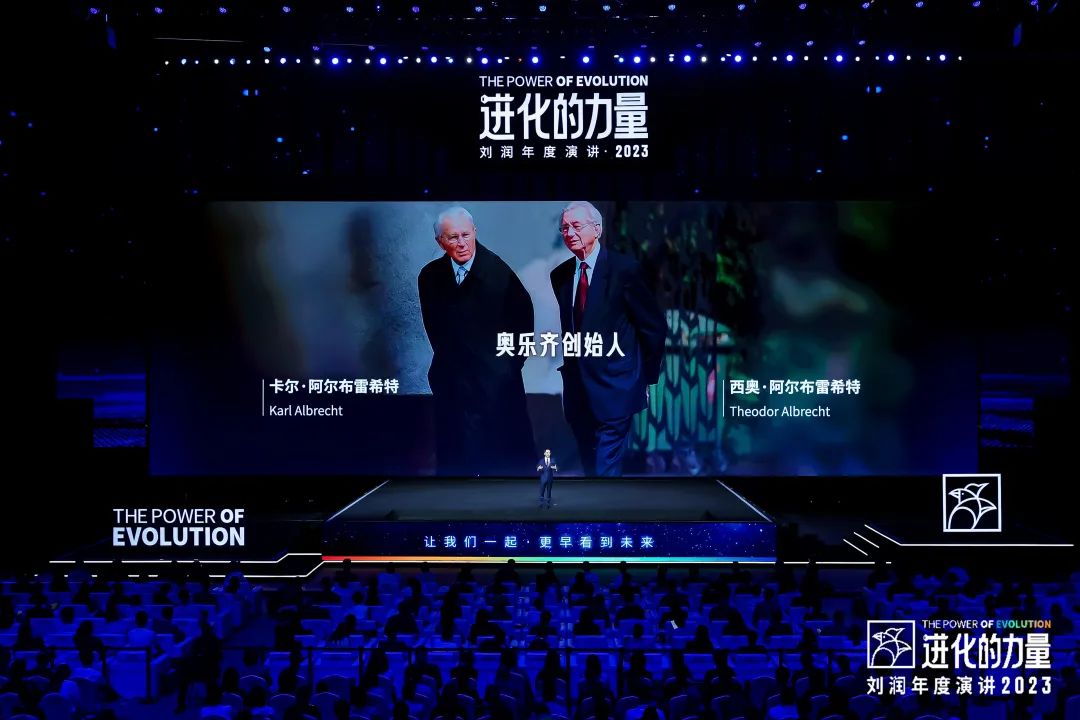 THE POWER OF EVOLUTION
进化的力量
刘润年度演讲·2023
奥乐齐创始人
卡尔·阿尔布雷希特
Karl Albrecht
西奥·阿尔布雷希特
Theodor Albrecht
THE POWER OF
EVOLUTION
让我们一起·更早看到未来
THE POWER OF EVOLUTION
进化的力量
刘润年度演讲2023